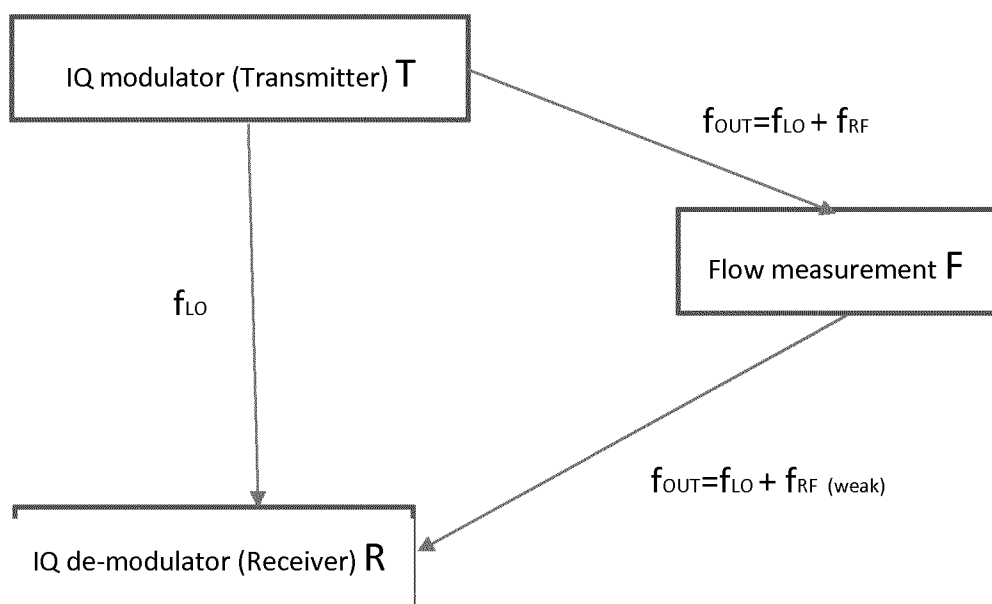 IQ modulator (Transmitter) T
fOUT=fLO + fRF
Flow measurement F
fLO
fOUT=fLO + fRF (weak)
IQ de-modulator (Receiver) R